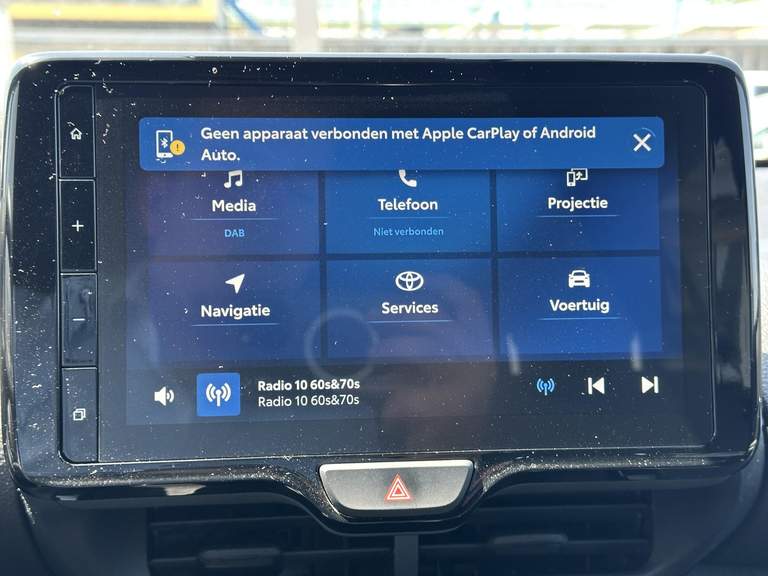 Geen apparaat verbonden met Apple CarPlay of Android
Auto.
Media
DAB
Telefoon
Niet verbonden
Projectie
Navigatie
Services
Voertuig
Radio 10 60s&70s
Radio 10 60s&70s